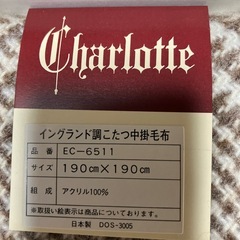 Charlotte
イングランド調こたつ中掛毛布
品番 EC-6511
サイズ 190cm×190cm
組成 アクリル100%
※取扱い絵表示は商品についております。
日本製 DOS-3005